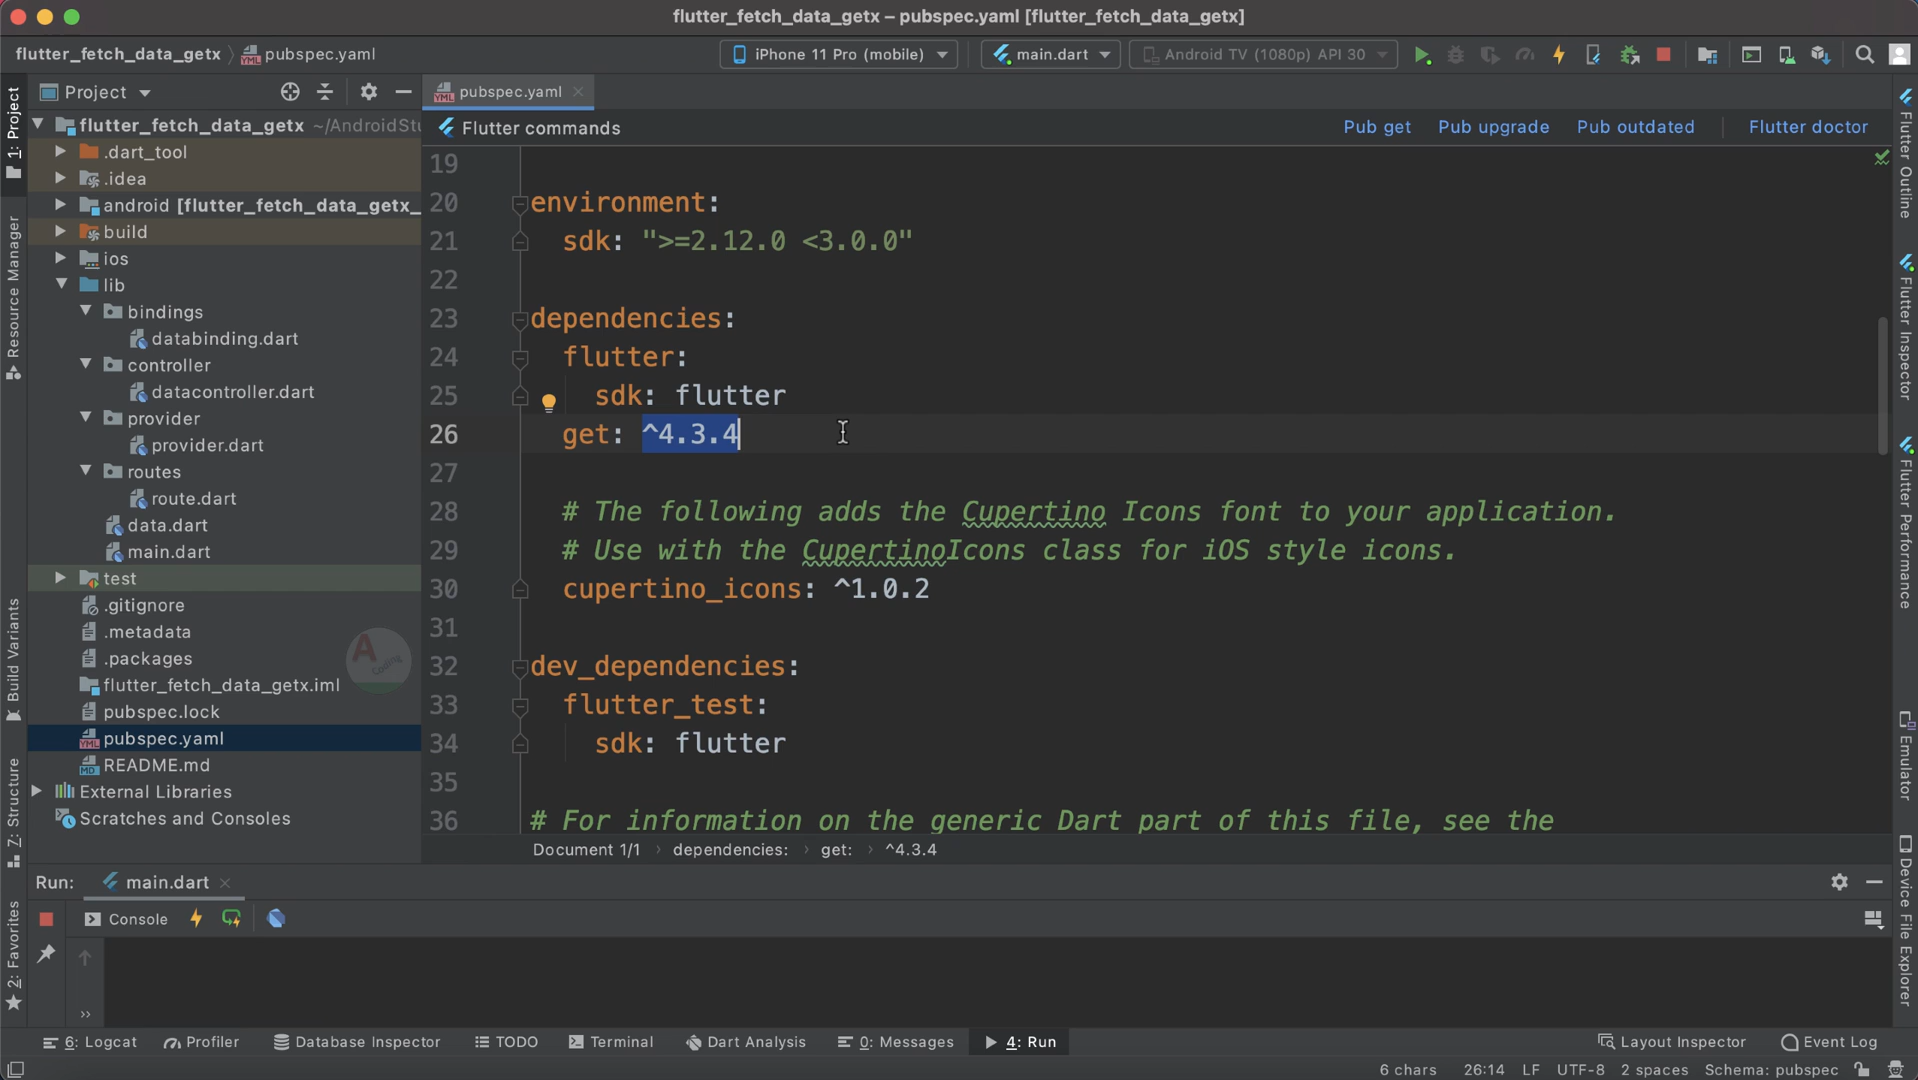 flutter_fetch_data_getx – pubspec.yaml [flutter_fetch_data_getx]
flutter_fetch_data_getx pubspec.yaml
iPhone 11 Pro (mobile)
main.dart
Android TV (1080p) API 30
Project
pubspec.yaml
Flutter commands
Pub get
Pub upgrade
Pub outdated
Flutter doctor
1: Project
Resource Manager
Build Variants
7: Structure
2: Favorites
flutter_fetch_data_getx ~/AndroidStu
.dart_tool
.idea
android [flutter_fetch_data_getx_
build
ios
lib
bindings
databinding.dart
controller
datacontroller.dart
provider
provider.dart
routes
route.dart
data.dart
main.dart
test
.gitignore
.metadata
.packages
flutter_fetch_data_getx.iml
pubspec.lock
pubspec.yaml
README.md
External Libraries
Scratches and Consoles
19
20 environment:
21 sdk: ">=2.12.0 <3.0.0"
22
23 dependencies:
24 flutter:
25 sdk: flutter
26 get: ^4.3.4
27
28 # The following adds the Cupertino Icons font to your application.
29 # Use with the CupertinoIcons class for iOS style icons.
30 cupertino_icons: ^1.0.2
31
32 dev_dependencies:
33 flutter_test:
34 sdk: flutter
35
36 # For information on the generic Dart part of this file, see the
Document 1/1 › dependencies: › get: › ^4.3.4
Flutter Outline
Flutter Inspector
Flutter Performance
Emulator
Device File Explorer
Run: main.dart
Console
6: Logcat
Profiler
Database Inspector
TODO
Terminal
Dart Analysis
0: Messages
4: Run
Layout Inspector
Event Log
6 chars 26:14 LF UTF-8 2 spaces Schema: pubspec